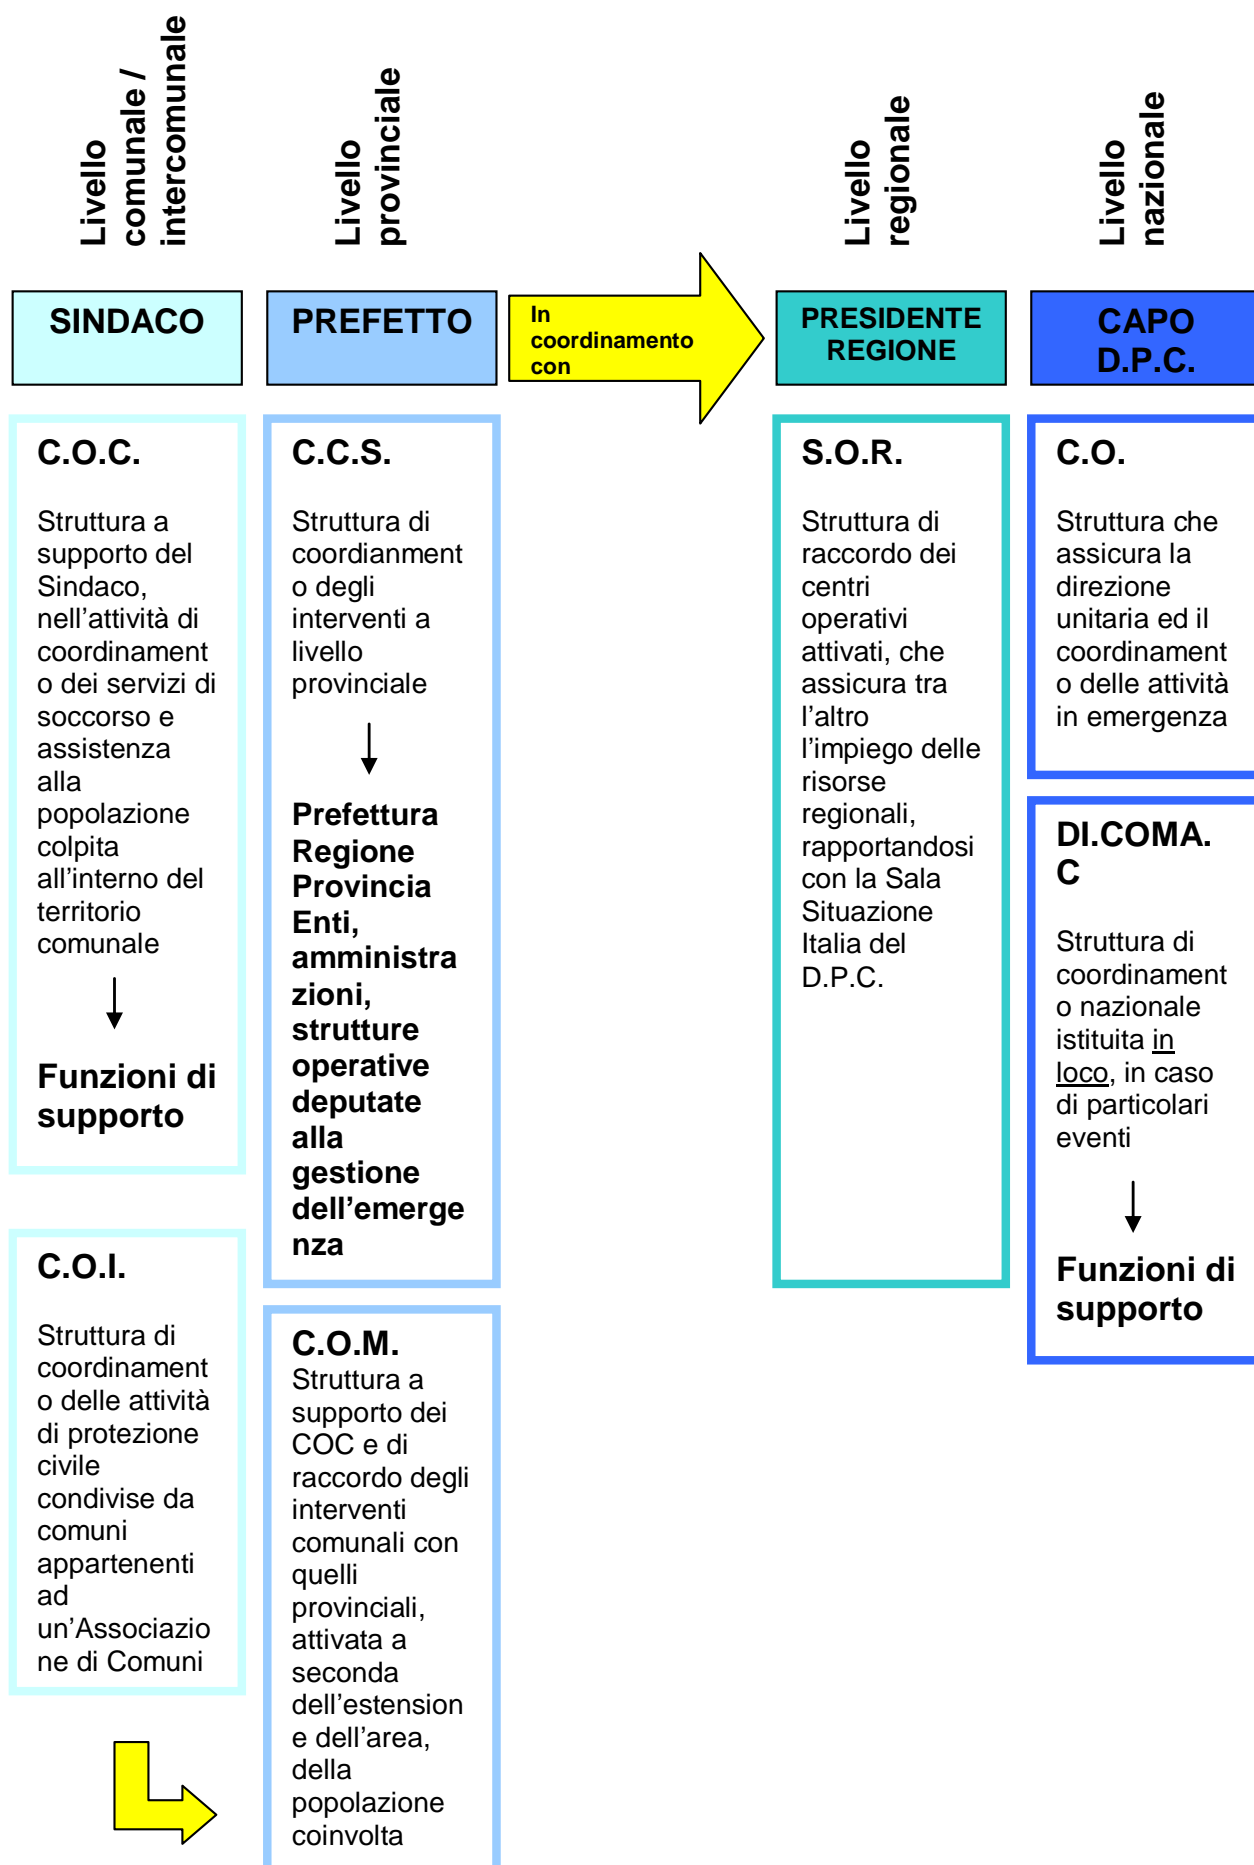 Livello
comunale /
intercomunale
Livello
provinciale
Livello
regionale
Livello
nazionale
SINDACO
PREFETTO
In
coordinamento
con
PRESIDENTE
REGIONE
CAPO
D.P.C.
C.O.C.
Struttura a
supporto del
Sindaco,
nell’attività di
coordinament
o dei servizi di
soccorso e
assistenza
alla
popolazione
colpita
all’interno del
territorio
comunale
Funzioni di
supporto
C.O.I.
Struttura di
coordinament
o delle attività
di protezione
civile
condivise da
comuni
appartenenti
ad
un’Associazio
ne di Comuni
C.C.S.
Struttura di
coordianment
o degli
interventi a
livello
provinciale
Prefettura
Regione
Provincia
Enti,
amministra
zioni,
strutture
operative
deputate
alla
gestione
dell’emerge
nza
C.O.M.
Struttura a
supporto dei
COC e di
raccordo degli
interventi
comunali con
quelli
provinciali,
attivata a
seconda
dell’estension
e dell’area,
della
popolazione
coinvolta
S.O.R.
Struttura di
raccordo dei
centri
operativi
attivati, che
assicura tra
l’altro
l’impiego delle
risorse
regionali,
rapportandosi
con la Sala
Situazione
Italia del
D.P.C.
C.O.
Struttura che
assicura la
direzione
unitaria ed il
coordinament
o delle attività
in emergenza
DI.COMA.
C
Struttura di
coordinament
o nazionale
istituita in
loco, in caso
di particolari
eventi
Funzioni di
supporto